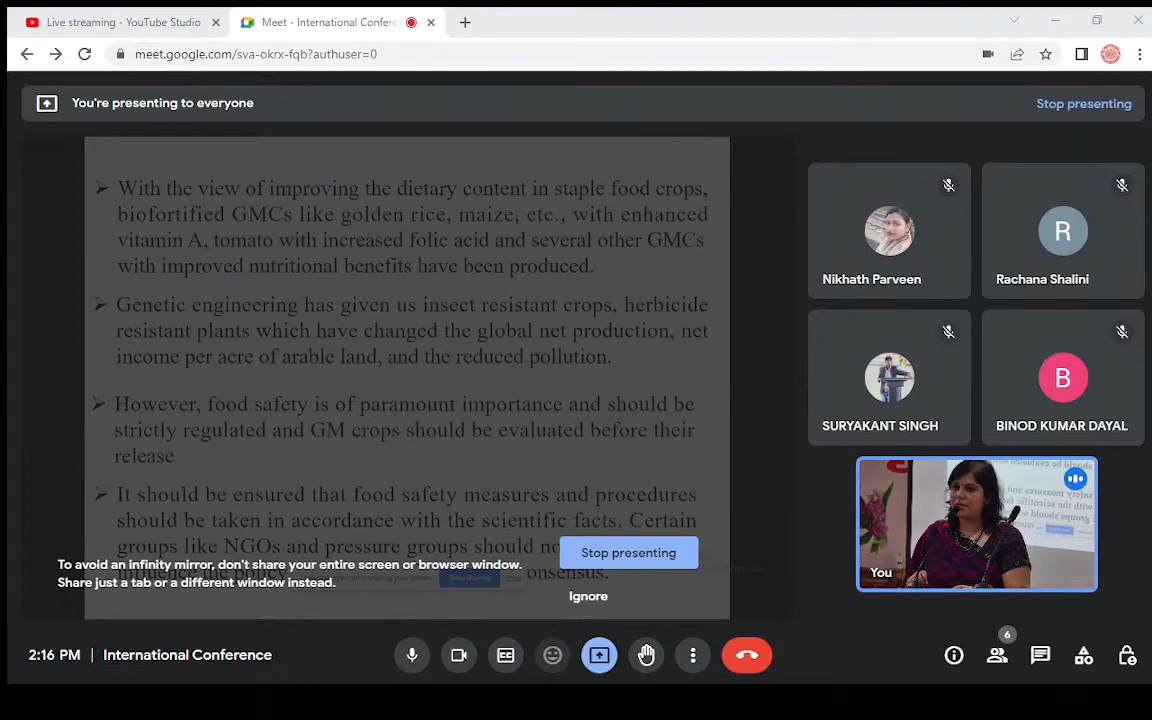 Live streaming - YouTube Studio
Meet - International Confere
meet.google.com/sva-okrx-fqb?authuser=0
You're presenting to everyone
Stop presenting
With the view of improving the dietary content in staple food crops,
biofortified GMCs like golden rice, maize, etc., with enhanced
vitamin A, tomato with increased folic acid and several other GMCs
with improved nutritional benefits have been produced.
Genetic engineering has given us insect resistant crops, herbicide
resistant plants which have changed the global net production, net
income per acre of arable land, and the reduced pollution.
However, food safety is of paramount importance and should be
strictly regulated and GM crops should be evaluated before their
release
It should be ensured that food safety measures and procedures
should be taken in accordance with the scientific facts. Certain
groups like NGOs and pressure groups should
influence the policy
To avoid an infinity mirror, don't share your entire screen or browser window.
Share just a tab or a different window instead.
Stop presenting
Ignore
Nikhath Parveen
R
Rachana Shalini
SURYAKANT SINGH
B
BINOD KUMAR DAYAL
You
2:16 PM | International Conference
6